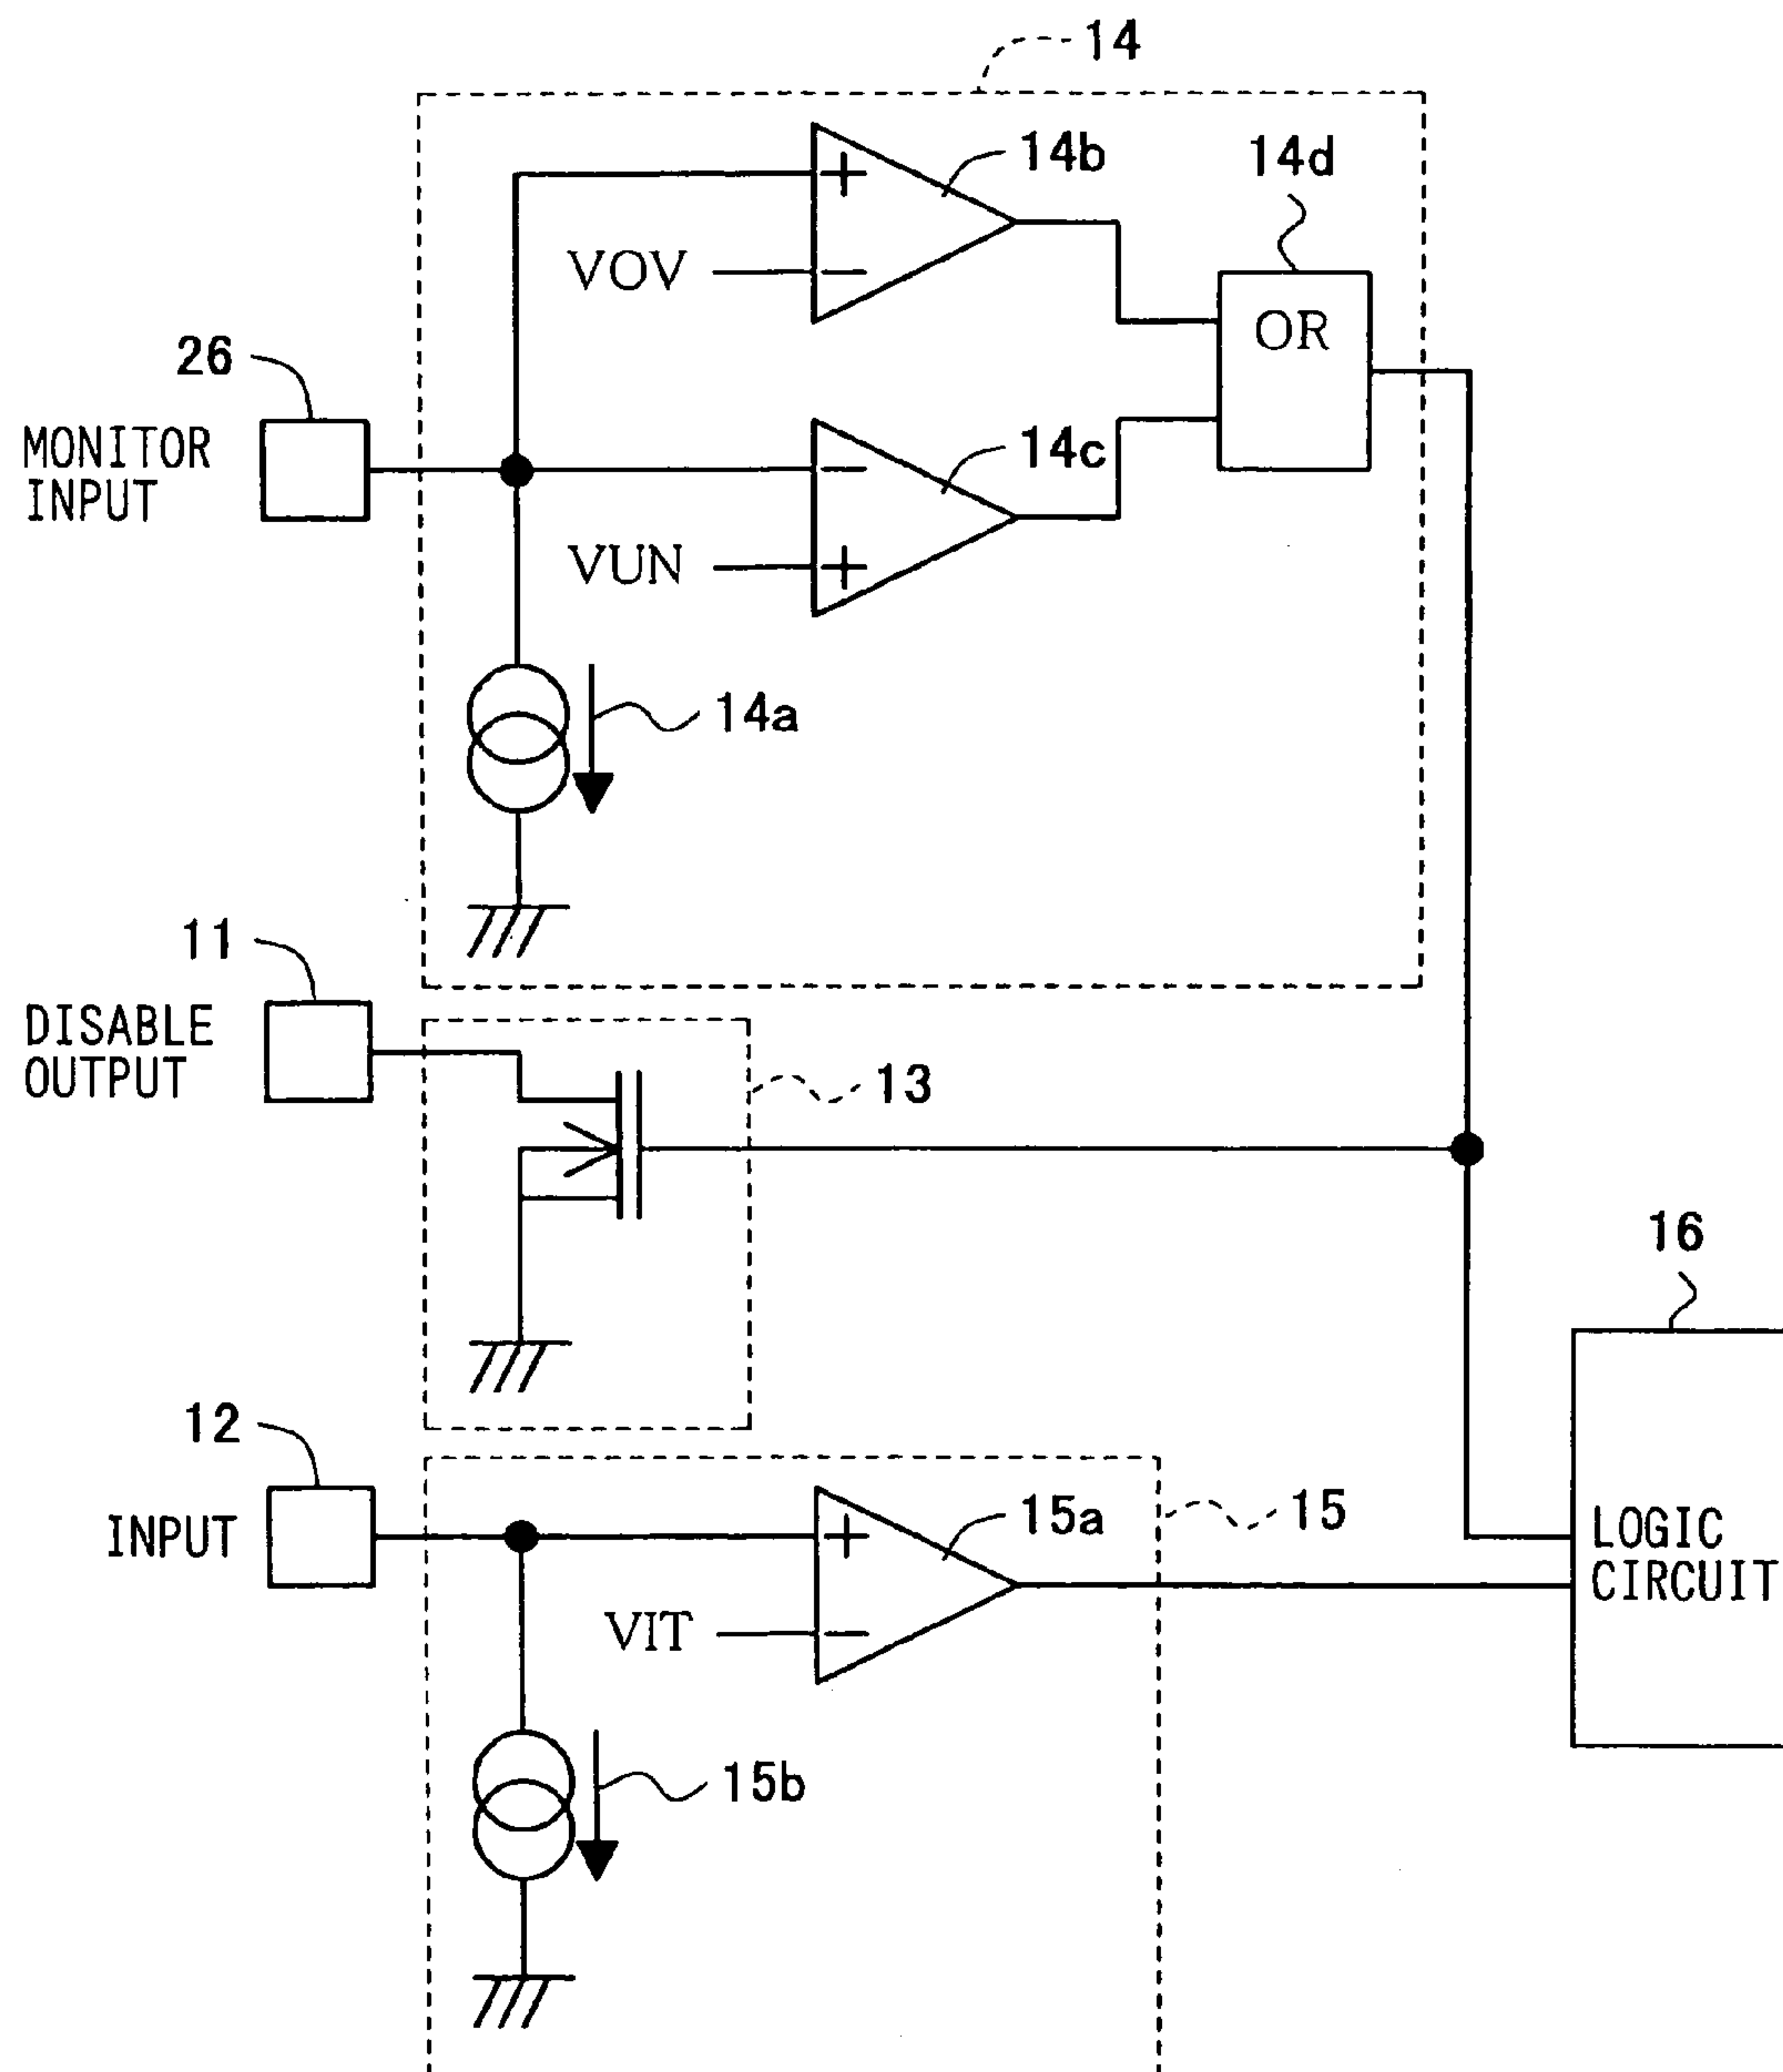 14
14b
14d
VOV
OR
26
MONITOR
INPUT
14c
VUN
14a
11
DISABLE
OUTPUT
13
16
12
INPUT
15a
15
LOGIC
CIRCUIT
VIT
15b